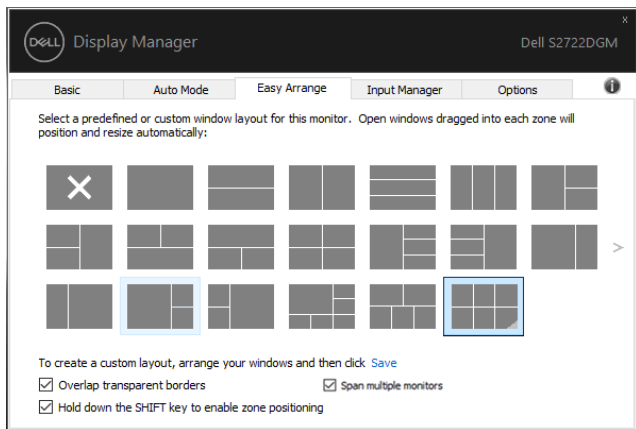 DELL Display Manager
Dell S2722DGM
x
Basic
Auto Mode
Easy Arrange
Input Manager
Options
i
Select a predefined or custom window layout for this monitor. Open windows dragged into each zone will
position and resize automatically:
>
To create a custom layout, arrange your windows and then click Save
Overlap transparent borders
Span multiple monitors
Hold down the SHIFT key to enable zone positioning